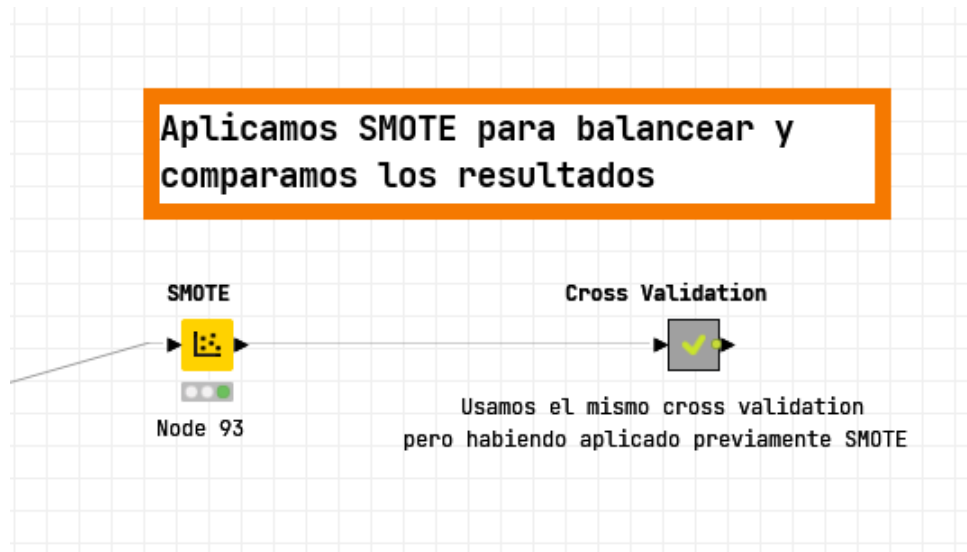 Aplicamos SMOTE para balancear y
comparamos los resultados
SMOTE
Cross Validation
Node 93
Usamos el mismo cross validation
pero habiendo aplicado previamente SMOTE